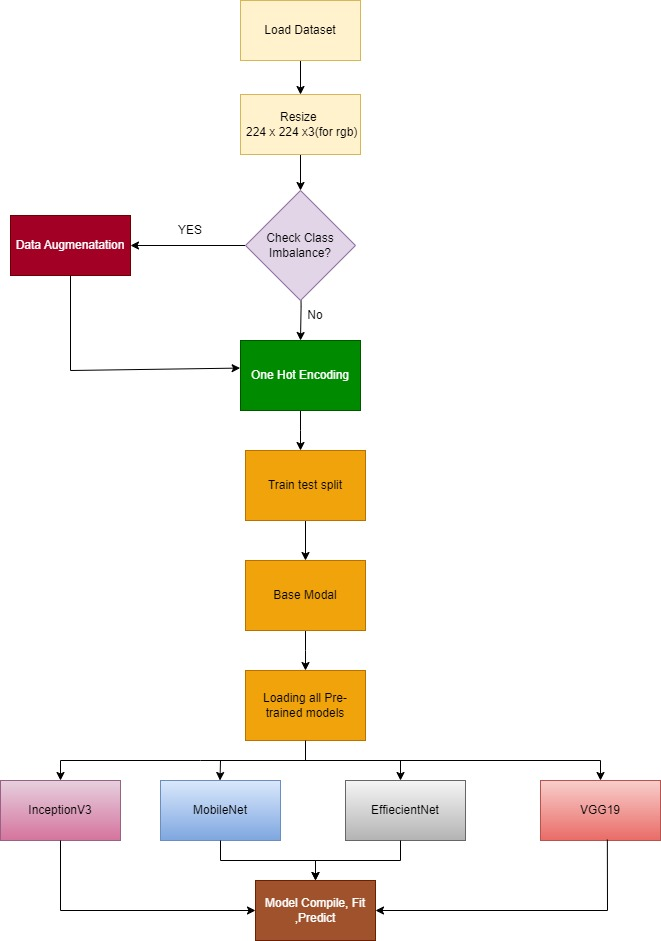 Load Dataset
Resize
224 x 224 x3(for rgb)
YES
Data Augmenatation
Check Class
Imbalance?
No
One Hot Encoding
Train test split
Base Modal
Loading all Pre-
trained models
InceptionV3
MobileNet
EffiecientNet
VGG19
Model Compile, Fit
,Predict